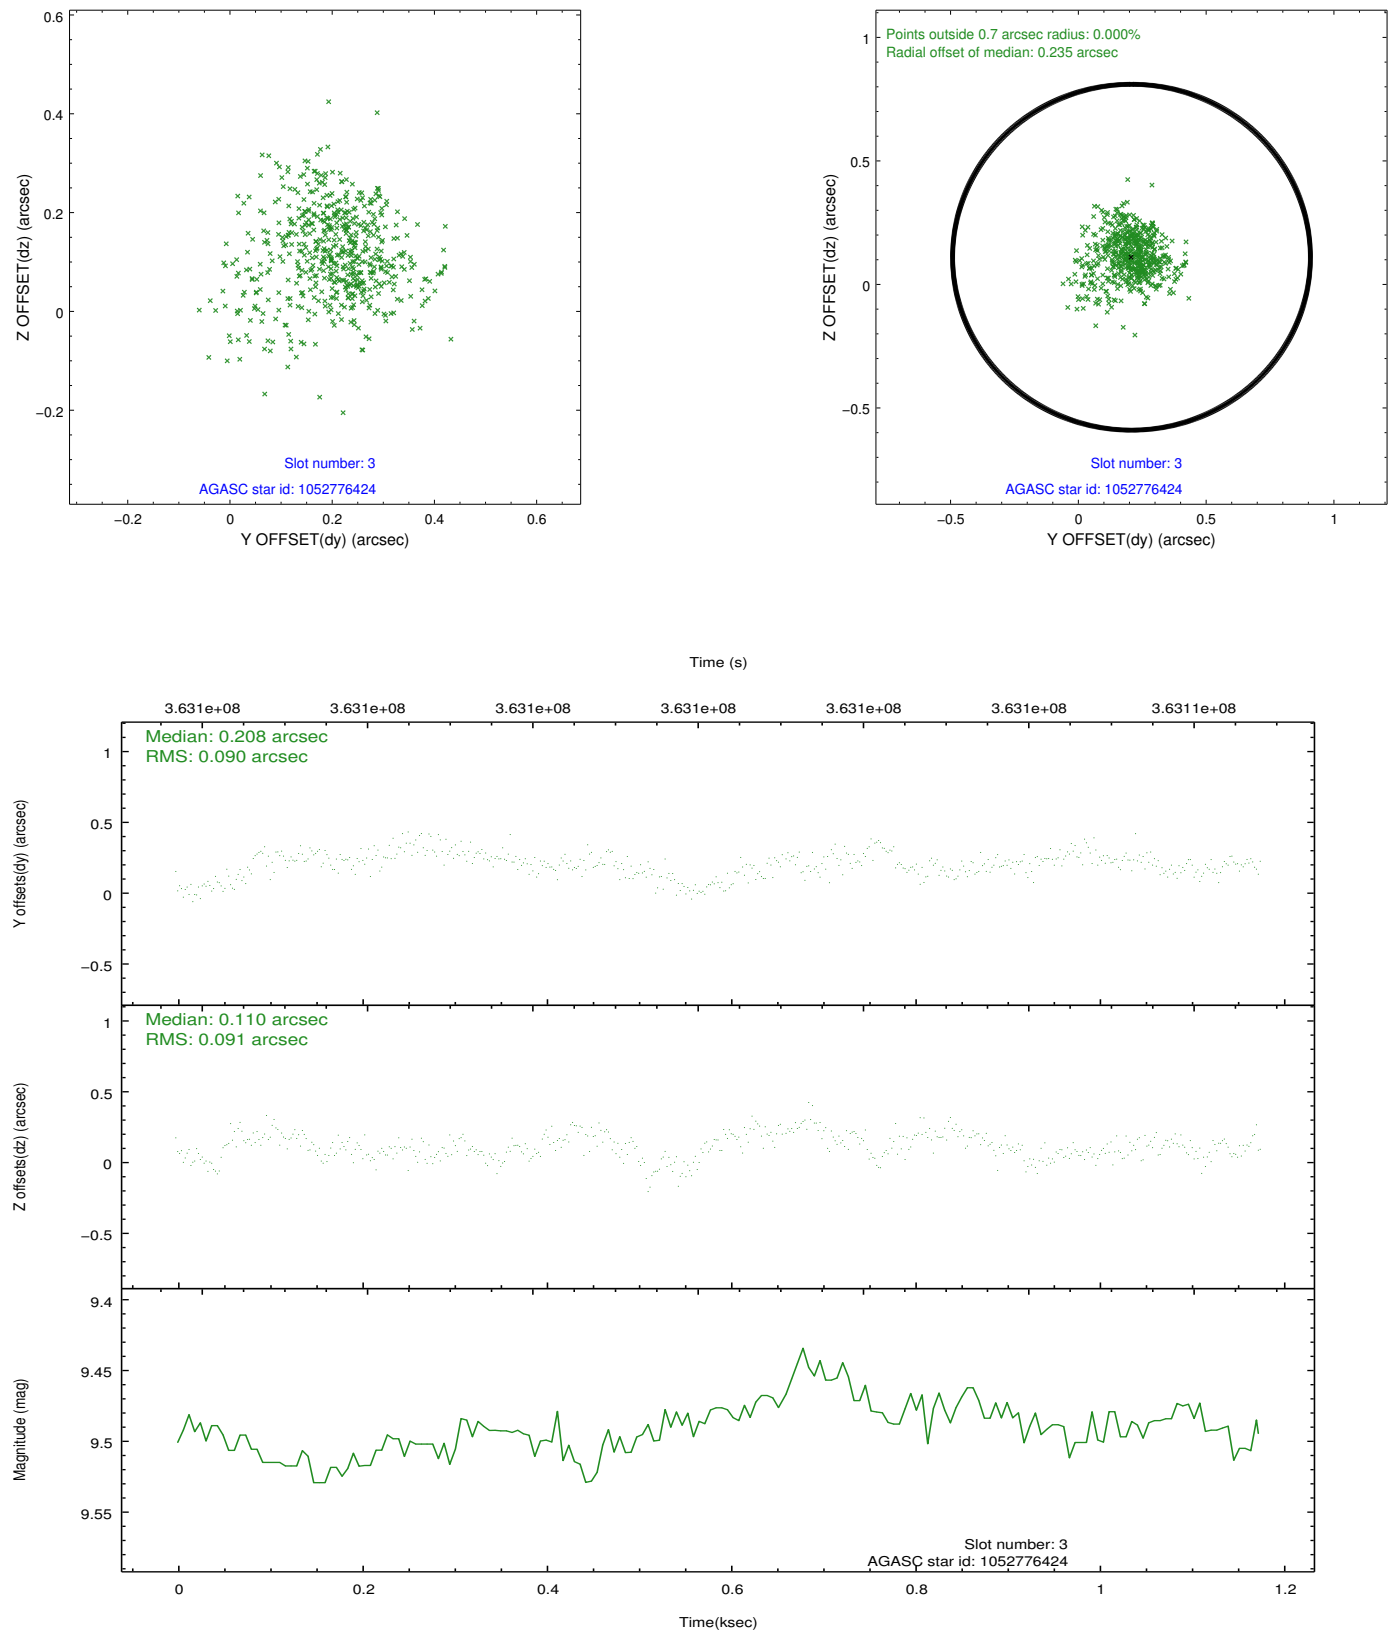 0.6
0.4
0.2
0
−0.2
Z OFFSET(dz) (arcsec)
Slot number: 3
AGASC star id: 1052776424
−0.2 0 0.2 0.4 0.6
Y OFFSET(dy) (arcsec)
Points outside 0.7 arcsec radius: 0.000%
Radial offset of median: 0.235 arcsec
1
0.5
0
−0.5
Z OFFSET(dz) (arcsec)
Slot number: 3
AGASC star id: 1052776424
−0.5 0 0.5 1
Y OFFSET(dy) (arcsec)
Time (s)
3.631e+08 3.631e+08 3.631e+08 3.631e+08 3.631e+08 3.631e+08 3.6311e+08
Median: 0.208 arcsec
RMS: 0.090 arcsec
1
0.5
0
−0.5
Y offsets(dy) (arcsec)
Median: 0.110 arcsec
RMS: 0.091 arcsec
1
0.5
0
−0.5
Z offsets(dz) (arcsec)
9.4
9.45
9.5
9.55
Magnitude (mag)
Slot number: 3
AGASC star id: 1052776424
0 0.2 0.4 0.6 0.8 1 1.2
Time(ksec)